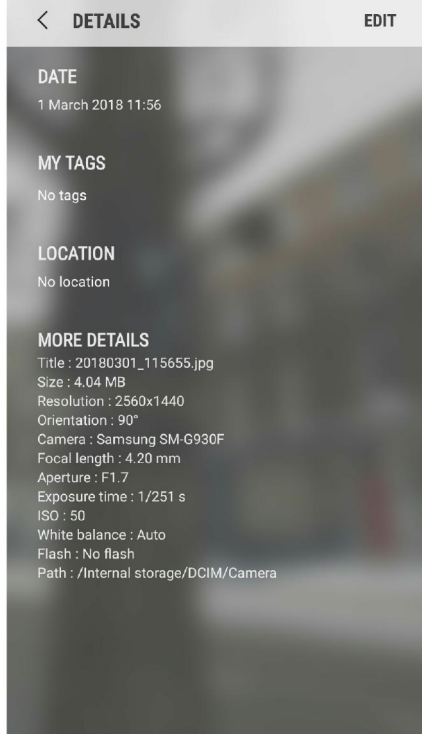 DETAILS EDIT
DATE
1 March 2018 11:56
MY TAGS
No tags
LOCATION
No location
MORE DETAILS
Title : 20180301_115655.jpg
Size : 4.04 MB
Resolution : 2560x1440
Orientation : 90°
Camera : Samsung SM-G930F
Focal length : 4.20 mm
Aperture : F1.7
Exposure time : 1/251 s
ISO : 50
White balance : Auto
Flash : No flash
Path : /Internal storage/DCIM/Camera